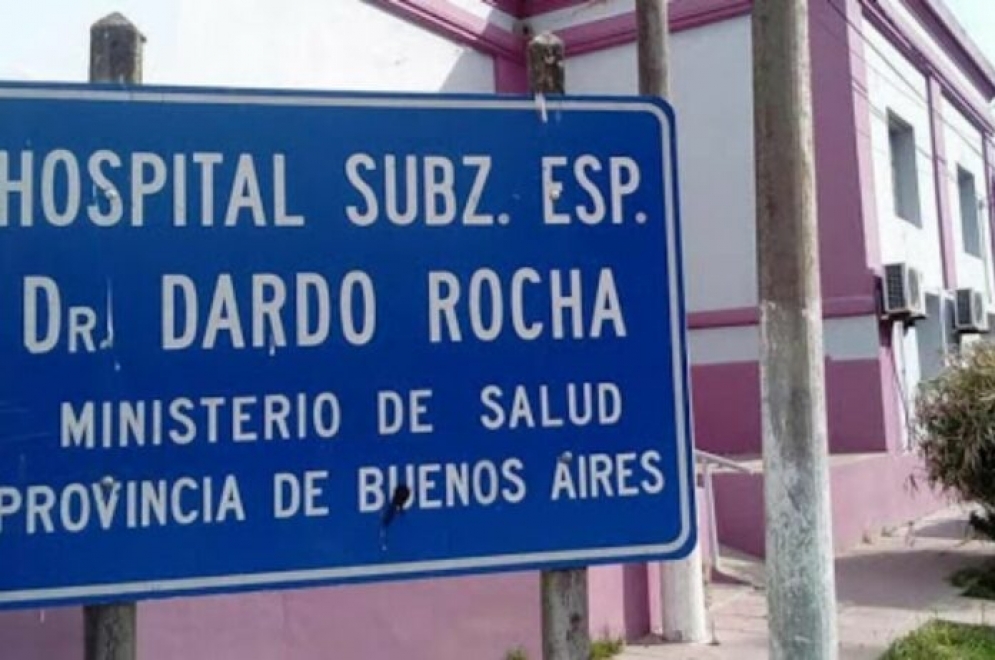 HOSPITAL SUBZ. ESP.
DR. DARDO ROCHA
MINISTERIO DE SALUD
PROVINCIA DE BUENOS AIRES